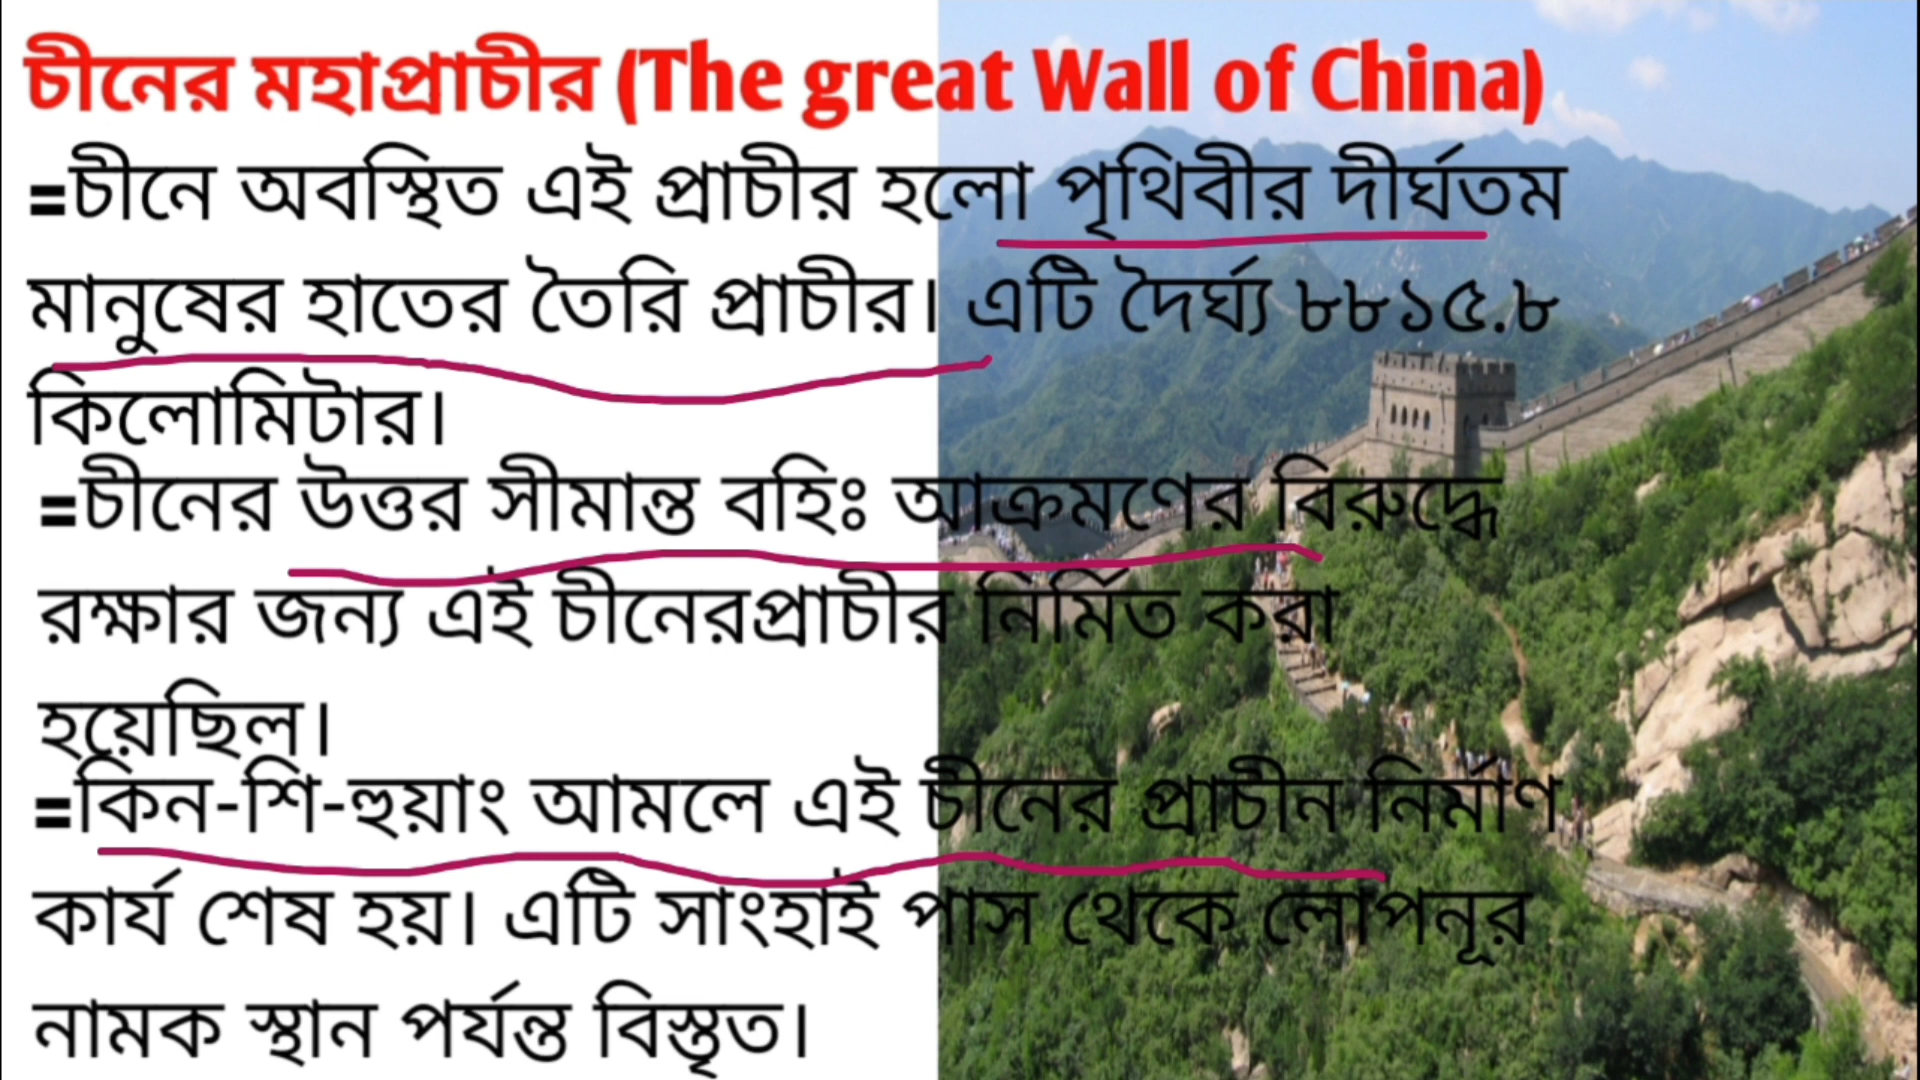 চীনের মহাপ্রাচীর (The great Wall of China)
=চীনে অবস্থিত এই প্রাচীর হলো পৃথিবীর দীর্ঘতম
মানুষের হাতের তৈরি প্রাচীর। এটি দৈর্ঘ্য ৮৮১৫.৮
কিলোমিটার।
=চীনের উত্তর সীমান্ত বহিঃ আক্রমণের বিরুদ্ধে
রক্ষার জন্য এই চীনেরপ্রাচীর নির্মিত করা
হয়েছিল।
=কিন-শি-হুয়াং আমলে এই চীনের প্রাচীন নির্মাণ
কার্য শেষ হয়। এটি সাংহাই পাস থেকে লোপনূর
নামক স্থান পর্যন্ত বিস্তৃত।